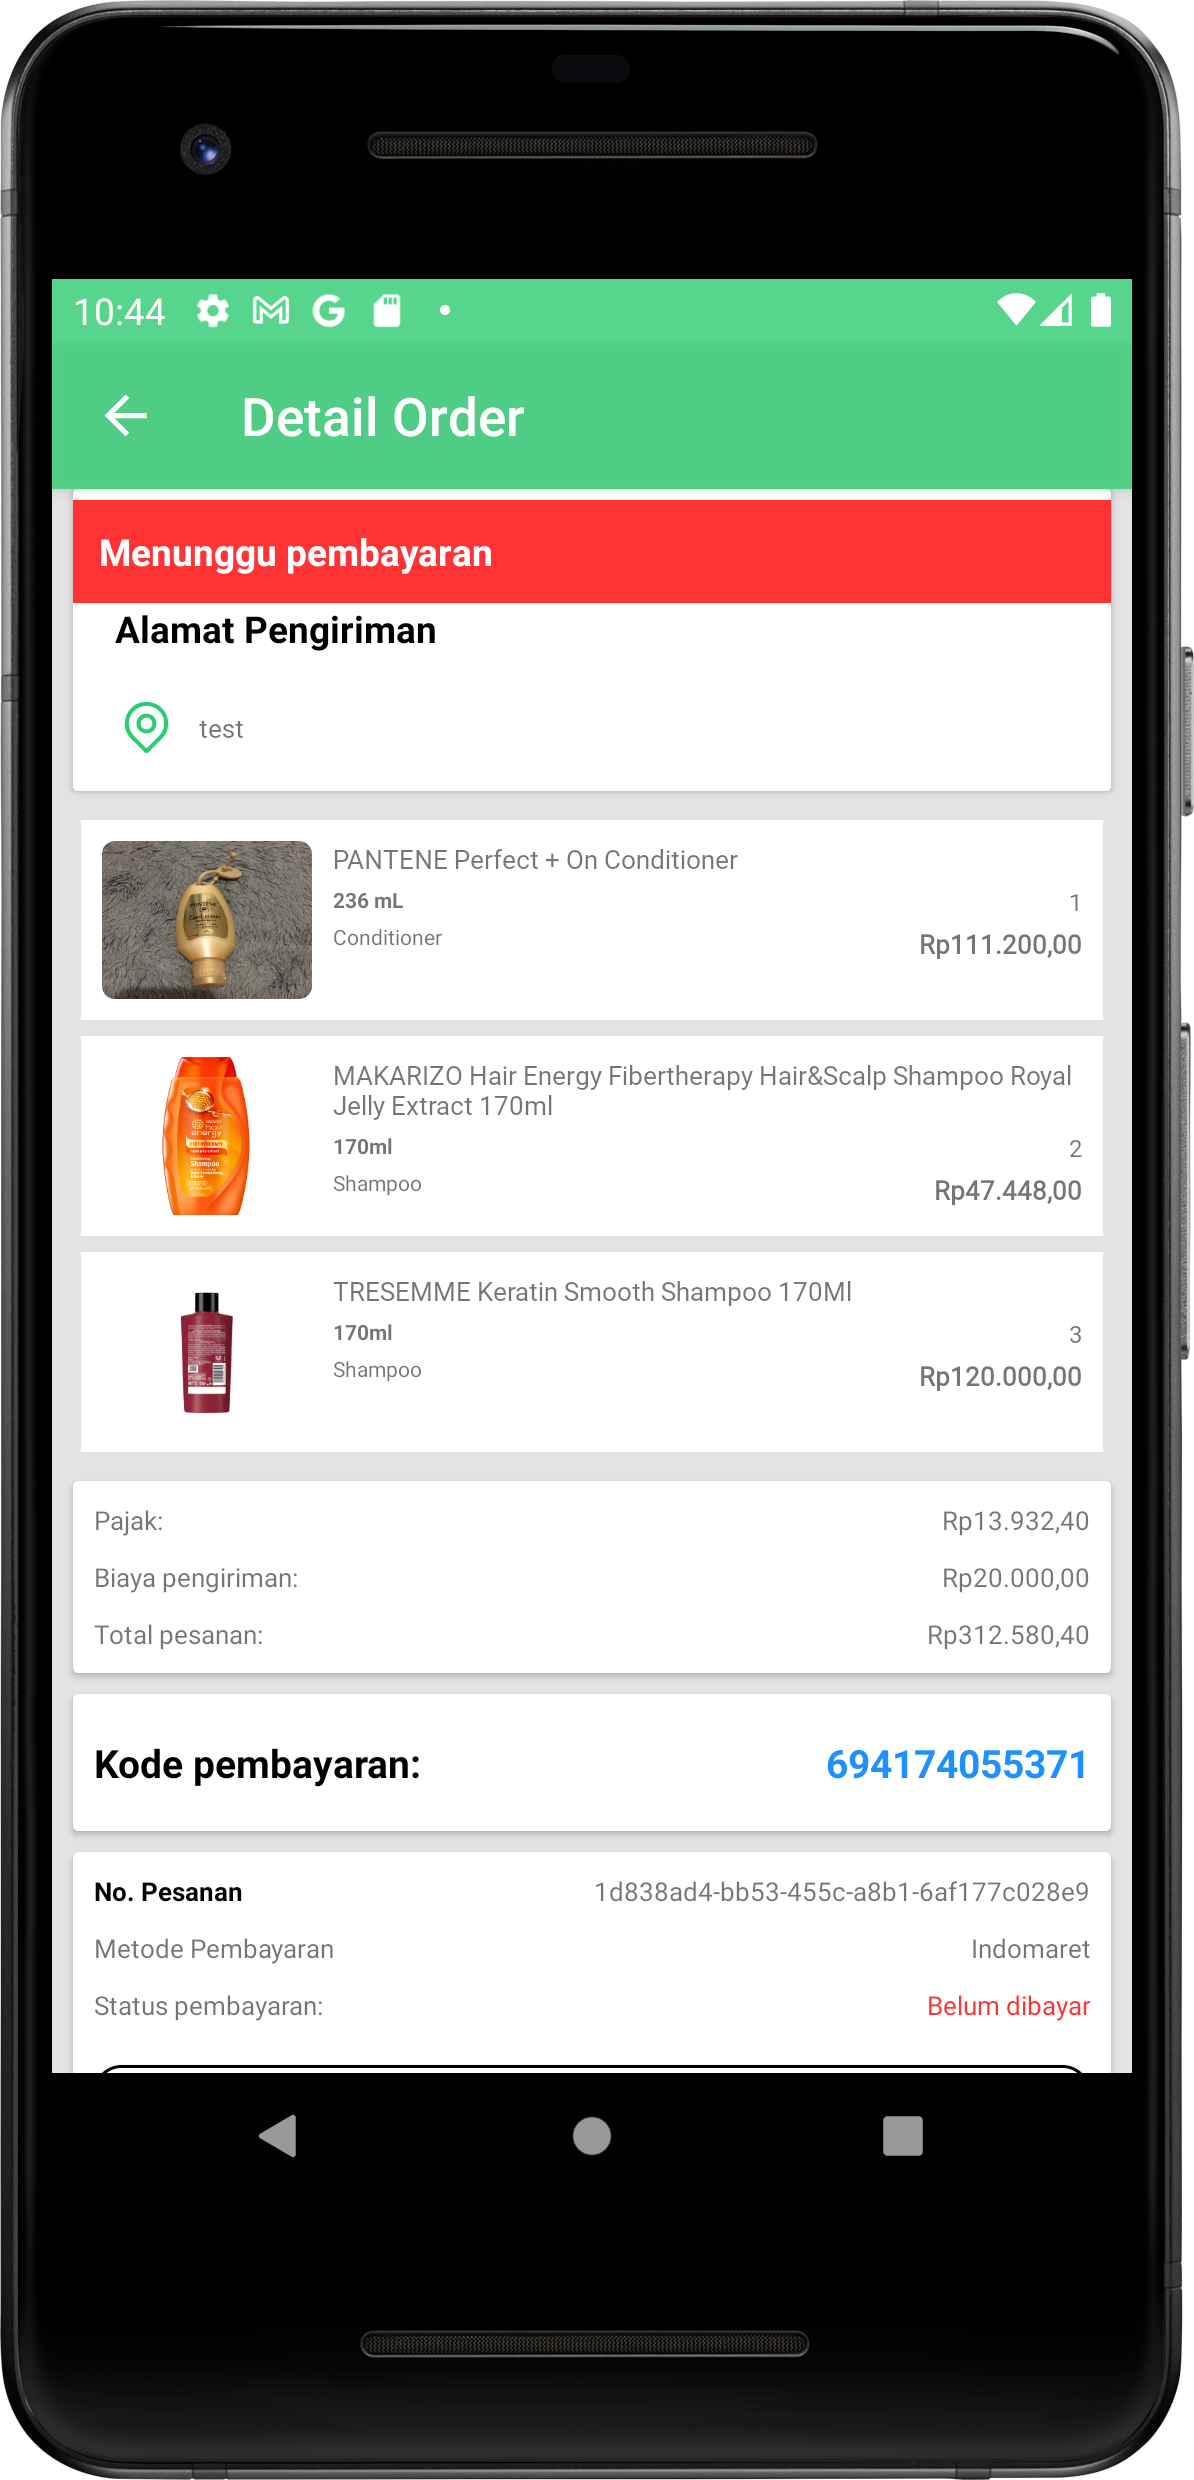 10:44
Detail Order
Menunggu pembayaran
Alamat Pengiriman
test
PANTENE Perfect + On Conditioner
236 mL
1
Conditioner
Rp111.200,00
PANTENE
MAKARIZO Hair Energy Fibertherapy Hair&Scalp Shampoo Royal
Jelly Extract 170ml
170ml
2
Shampoo
Rp47.448,00
hair
energy
Shampoo
TRESEMME Keratin Smooth Shampoo 170Ml
170ml
3
Shampoo
Rp120.000,00
Pajak:
Rp13.932,40
Biaya pengiriman:
Rp20.000,00
Total pesanan:
Rp312.580,40
Kode pembayaran:
694174055371
No. Pesanan
1d838ad4-bb53-455c-a8b1-6af177c028e9
Metode Pembayaran
Indomaret
Status pembayaran:
Belum dibayar